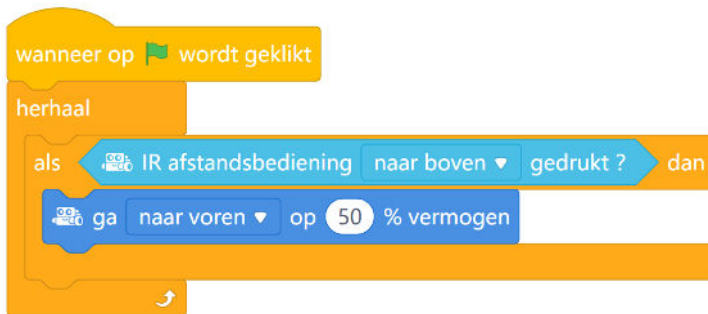 wanneer op wordt geklikt
herhaal
als IR afstandsbediening naar boven gedrukt ? dan
ga naar voren op 50 % vermogen